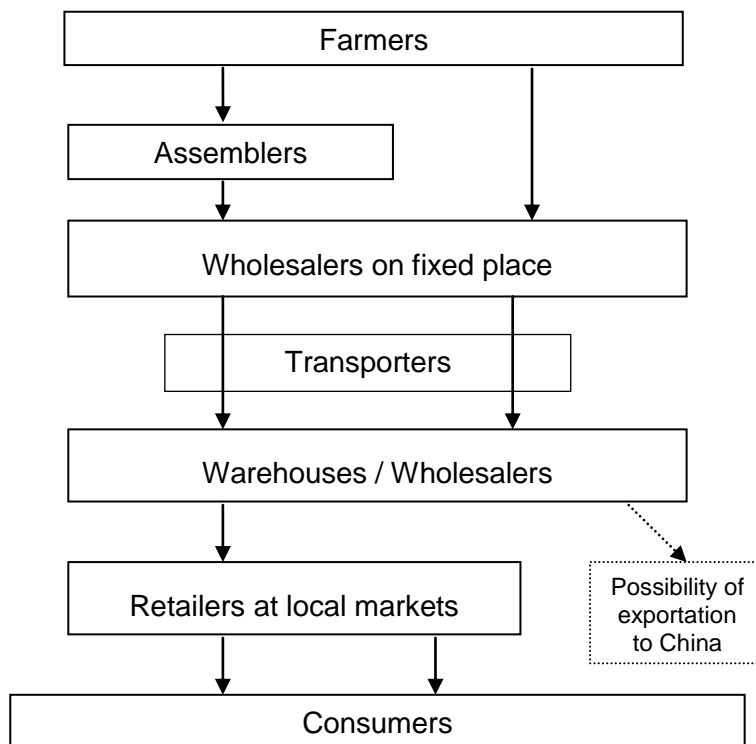 Farmers
Assemblers
Wholesalers on fixed place
Transporters
Warehouses / Wholesalers
Retailers at local markets
Possibility of
exportation
to China
Consumers